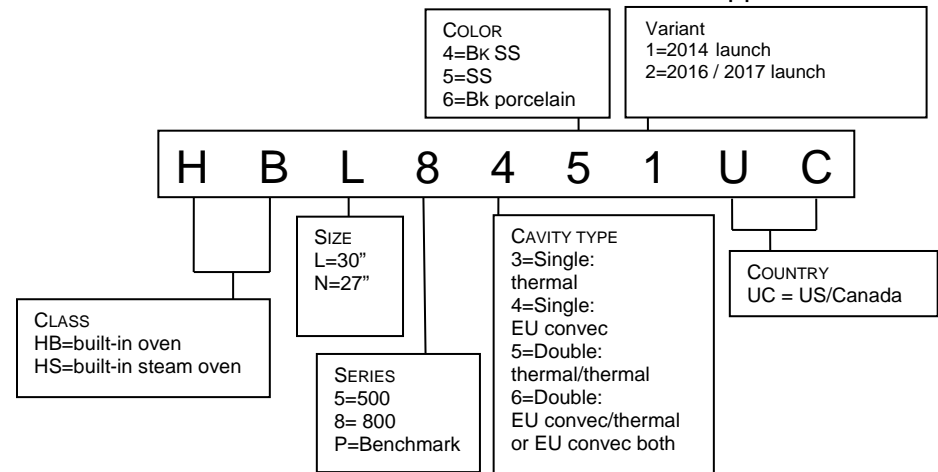 COLOR
4=BK SS
5=SS
6=Bk porcelain
Variant
1=2014 launch
2=2016 / 2017 launch
H B L 8 4 5 1 U C
SIZE
L=30”
N=27”
CAVITY TYPE
3=Single:
thermal
4=Single:
EU convec
5=Double:
thermal/thermal
6=Double:
EU convec/thermal
or EU convec both
COUNTRY
UC = US/Canada
CLASS
HB=built-in oven
HS=built-in steam oven
SERIES
5=500
8= 800
P=Benchmark